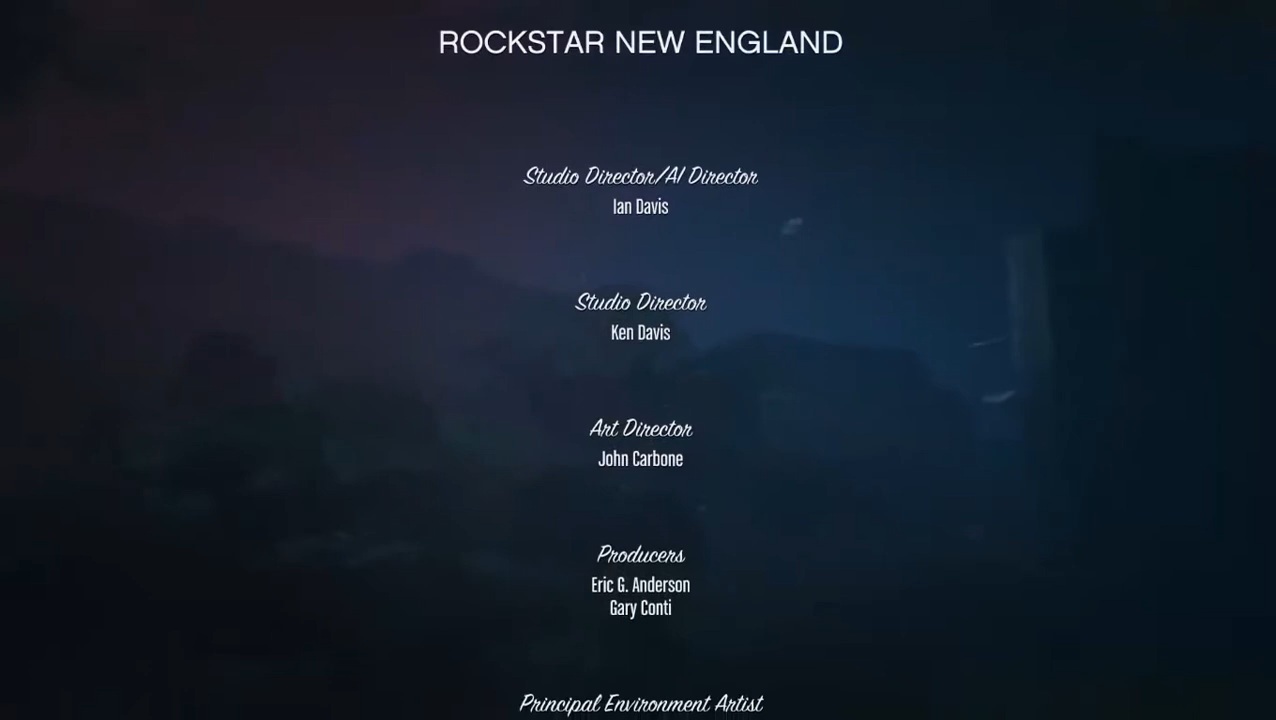 ROCKSTAR NEW ENGLAND
Studio Director/AI Director
Ian Davis
Studio Director
Ken Davis
Art Director
John Carbone
Producers
Eric G. Anderson
Gary Conti
Principal Environment Artist